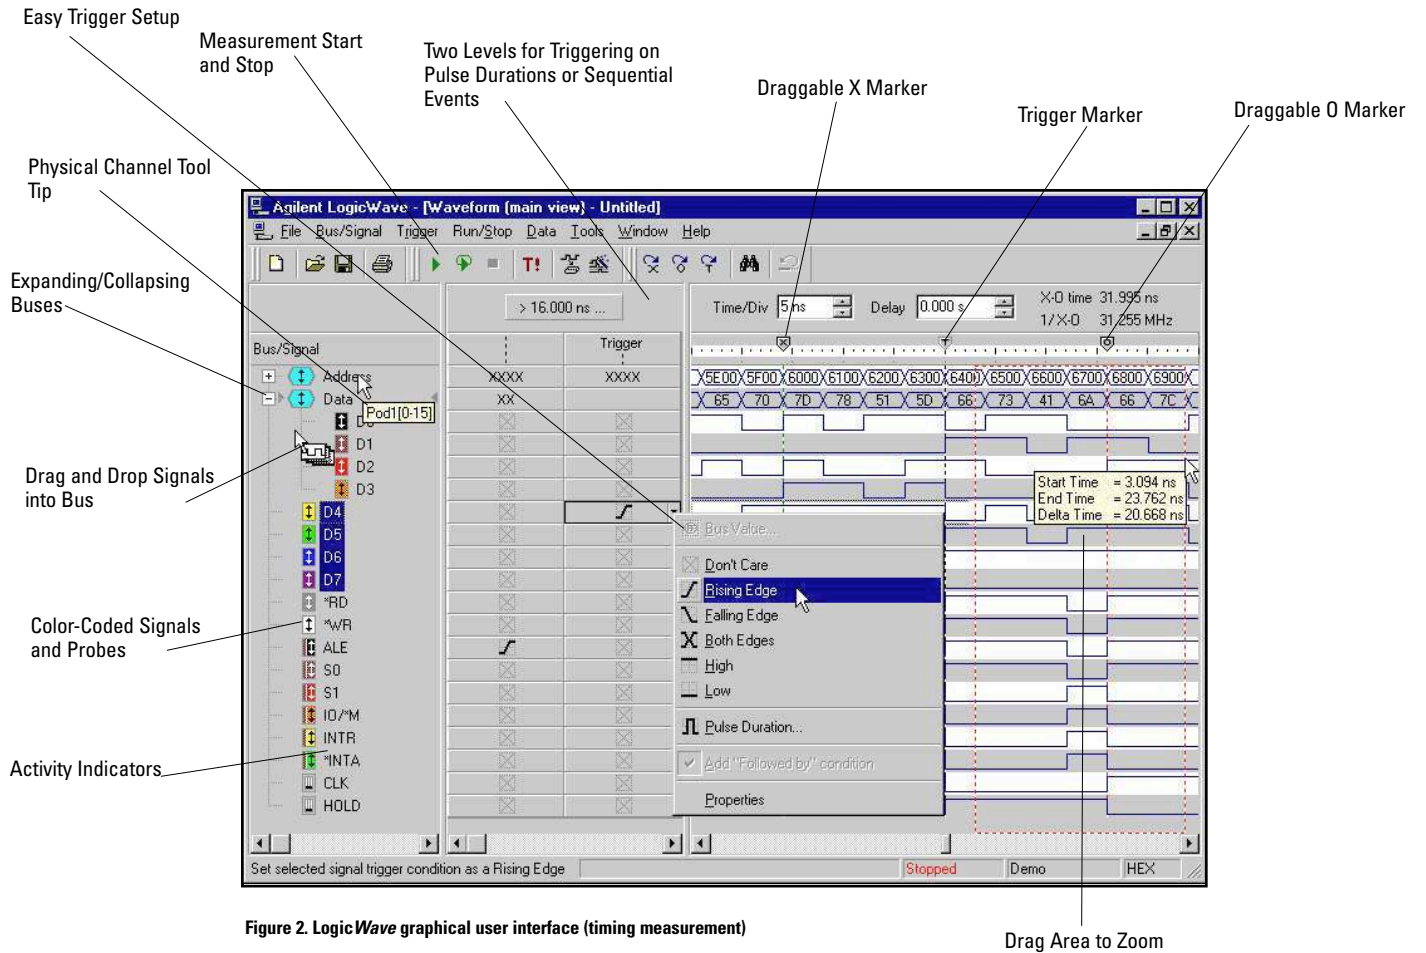 Easy Trigger Setup
Measurement Start
and Stop
Two Levels for Triggering on
Pulse Durations or Sequential
Events
Draggable X Marker
Trigger Marker
Draggable O Marker
Physical Channel Tool
Tip
Expanding/Collapsing
Buses
Drag and Drop Signals
into Bus
Color-Coded Signals
and Probes
Activity Indicators
Agilent LogicWave - [Waveform (main view) - Untitled]
File Bus/Signal Trigger Run/Stop Data Tools Window Help
T!
> 16.000 ns ...
Time/Div 5 ns Delay 0.000 s
X-O time 31.995 ns
1/X-O 31.255 MHz
Bus/Signal
Trigger
Address XXXX XXXX 5E00 5F00 6000 6100 6200 6300 6400 6500 6600 6700 6800 6900
Data XX 65 70 7D 78 51 5D 66 73 41 6A 66 7C
Pod1[0-15]
D1
D2
D3
D4
D5
D6
D7
*RD
*WR
ALE
S0
S1
IO/*M
INTR
*INTA
CLK
HOLD
Start Time = 3.094 ns
End Time = 23.762 ns
Delta Time = 20.668 ns
Bus Value...
Don't Care
Rising Edge
Falling Edge
Both Edges
High
Low
Pulse Duration...
Add "Followed by" condition
Properties
Set selected signal trigger condition as a Rising Edge
Stopped
Demo
HEX
Figure 2. LogicWave graphical user interface (timing measurement)
Drag Area to Zoom